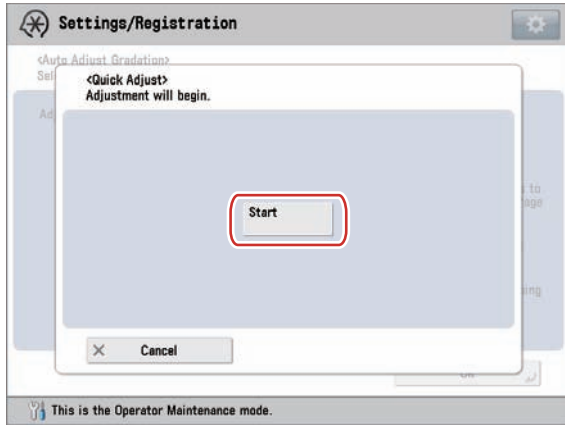 Settings/Registration
<Auto Adjust Gradation>
<Quick Adjust>
Adjustment will begin.
Start
Cancel
This is the Operator Maintenance mode.